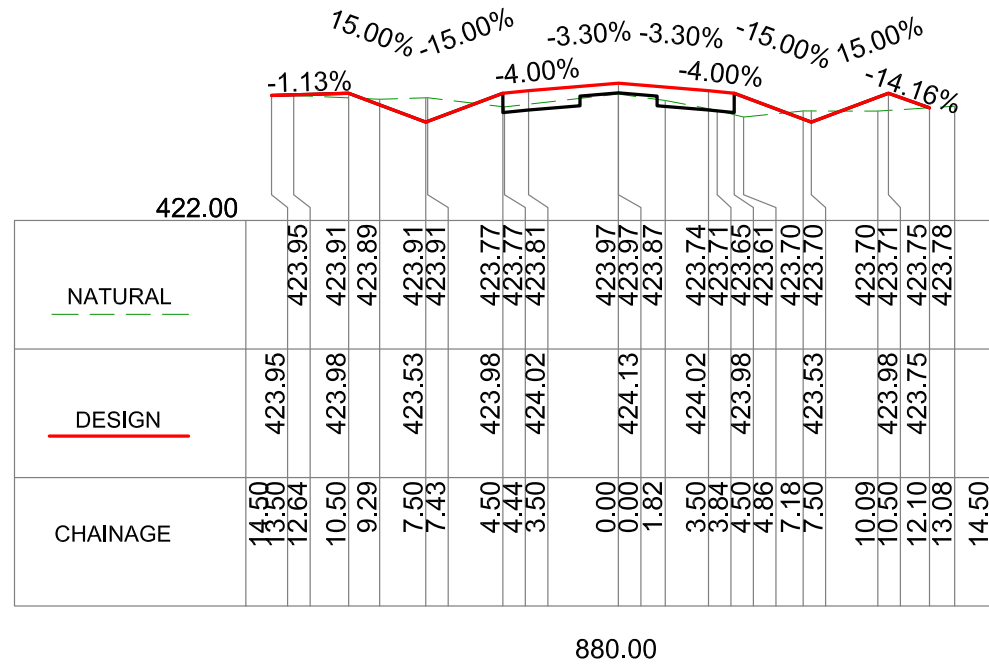 15.00% -15.00% -3.30% -3.30% -15.00% 15.00%
-1.13% -4.00% -4.00% -14.16%
422.00
NATURAL 423.95 423.91 423.89 423.91 423.91 423.77 423.77 423.81 423.97 423.97 423.87 423.74 423.71 423.65 423.61 423.70 423.70 423.70 423.71 423.75 423.78
DESIGN 423.95 423.98 423.53 423.98 424.02 424.13 424.02 423.98 423.53 423.98 423.75
CHAINAGE 14.50 13.50 12.64 10.50 9.29 7.50 7.43 4.50 4.44 3.50 0.00 0.00 1.82 3.50 3.84 4.50 4.86 7.18 7.50 10.09 10.50 12.10 13.08 14.50
880.00